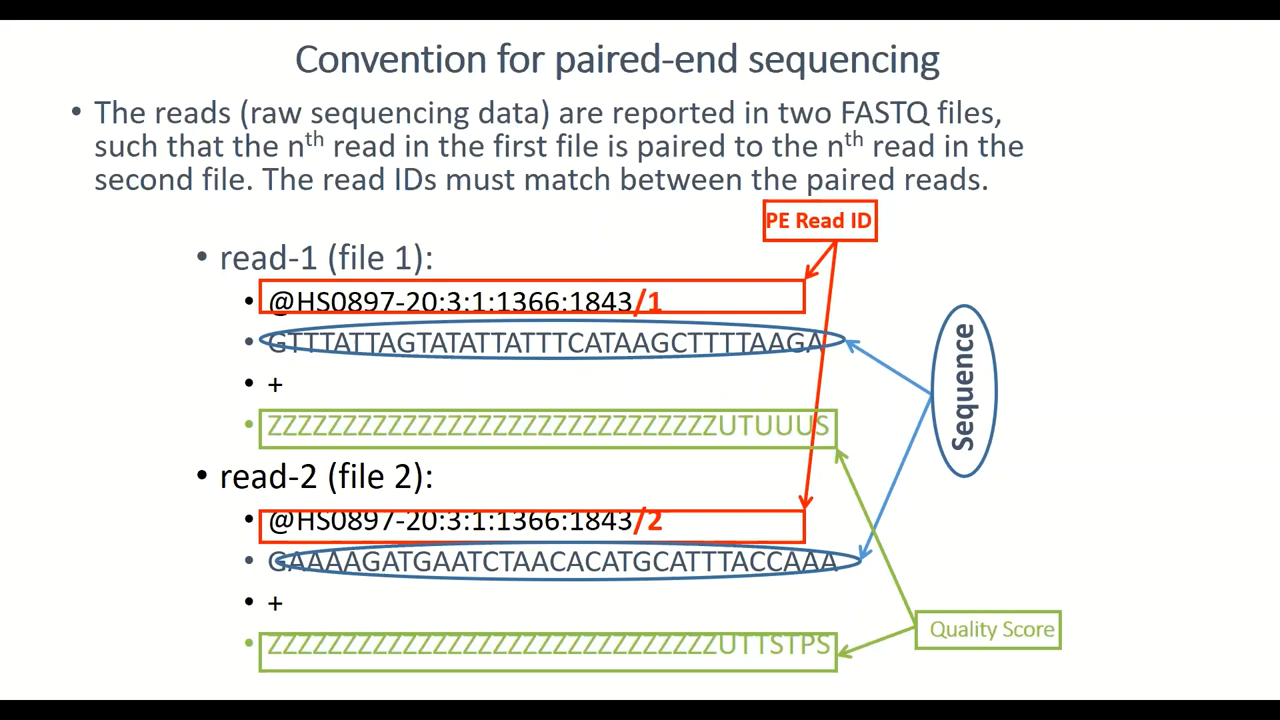 Convention for paired-end sequencing
• The reads (raw sequencing data) are reported in two FASTQ files,
such that the nth read in the first file is paired to the nth read in the
second file. The read IDs must match between the paired reads.
PE Read ID
• read-1 (file 1):
• @HS0897-20:3:1:1366:1843/1
• GTTTATTAGTATATTATTTCATAAGCTTTTAAGA
• +
• ZZZZZZZZZZZZZZZZZZZZZZZZZZZZZZUTUUUS
Sequence
• read-2 (file 2):
• @HS0897-20:3:1:1366:1843/2
• GAAAAGATGAATCTAACACATGCATTTACCAAA
• +
• ZZZZZZZZZZZZZZZZZZZZZZZZZZZZZZUTTSTPS
Quality Score